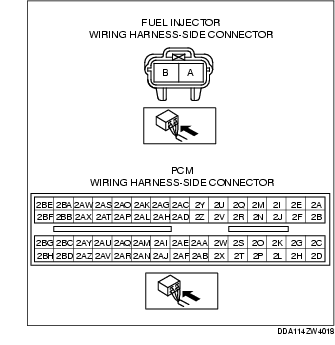 FUEL INJECTOR
WIRING HARNESS-SIDE CONNECTOR
B A
PCM
WIRING HARNESS-SIDE CONNECTOR
2BE 2BA 2AW 2AS 2AO 2AK 2AG 2AC 2Y 2U 2Q 2M 2I 2E 2A
2BF 2BB 2AX 2AT 2AP 2AL 2AH 2AD 2Z 2V 2R 2N 2J 2F 2B
2BG 2BC 2AY 2AU 2AQ 2AM 2AI 2AE 2AA 2W 2S 2O 2K 2G 2C
2BH 2BD 2AZ 2AV 2AR 2AN 2AJ 2AF 2AB 2X 2T 2P 2L 2H 2D
DDA114ZW4018